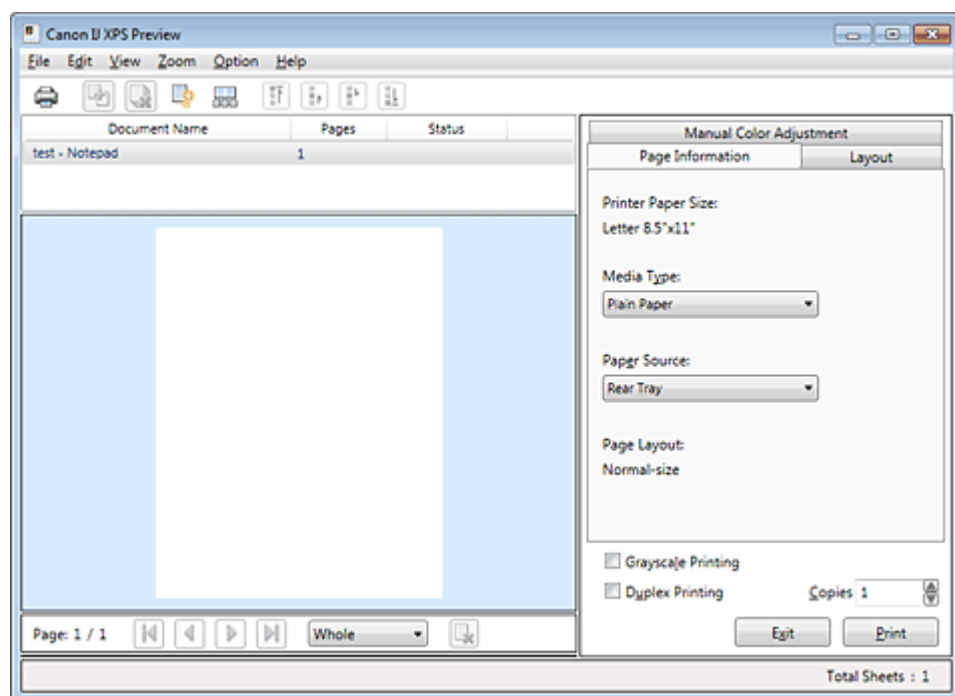 Canon IJ XPS Preview
File Edit View Zoom Option Help
Document Name Pages Status
test - Notepad 1
Manual Color Adjustment
Page Information Layout
Printer Paper Size:
Letter 8.5"x11"
Media Type:
Plain Paper
Paper Source:
Rear Tray
Page Layout:
Normal-size
Grayscale Printing
Duplex Printing Copies 1
Page: 1 / 1 Whole
Exit Print
Total Sheets : 1